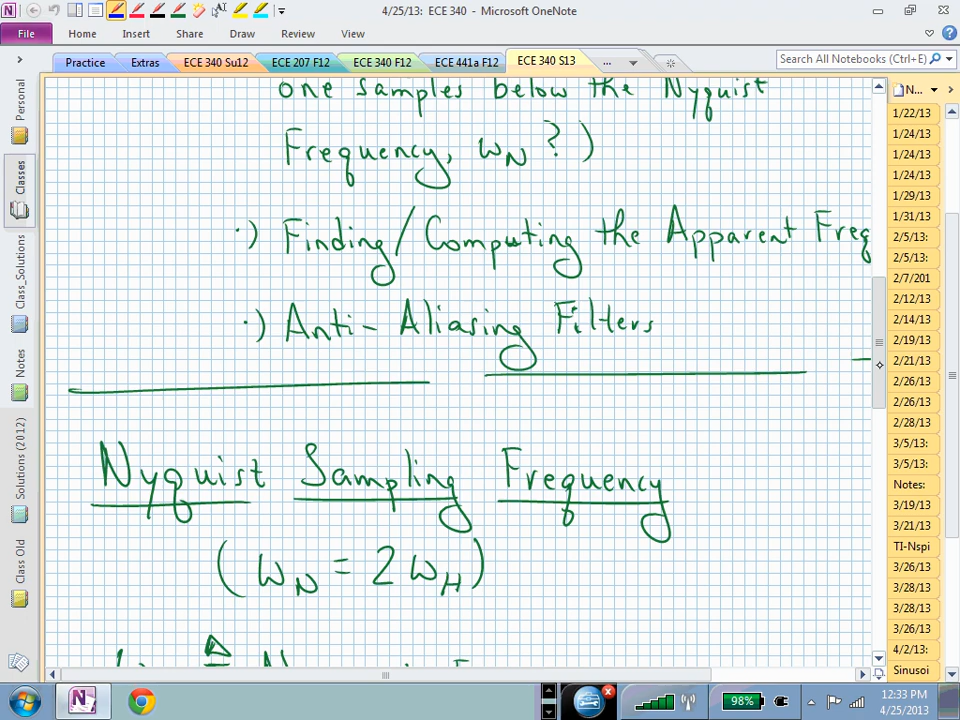 4/25/13: ECE 340 - Microsoft OneNote
File Home Insert Share Draw Review View
Practice Extras ECE 340 Su12 ECE 207 F12 ECE 340 F12 ECE 441a F12 ECE 340 S13 ...
Search All Notebooks (Ctrl+E)
Personal
Classes
Class_Solutions
Notes
Solutions (2012)
Class Old
one samples below the Nyquist
Frequency, ωN ? )
·) Finding/Computing the Apparent Freq
·) Anti-Aliasing Filters
Nyquist Sampling Frequency
(ωN = 2ωH)
N...
1/22/13
1/24/13
1/24/13
1/24/13
1/29/13
1/31/13
2/5/13:
2/5/13:
2/7/201
2/12/13
2/14/13
2/19/13
2/21/13
2/26/13
2/26/13
2/28/13
3/5/13:
3/5/13:
Notes:
3/19/13
3/21/13
TI-Nspi
3/26/13
3/28/13
3/28/13
3/26/13
4/2/13:
Sinusoi
98%
12:33 PM
4/25/2013